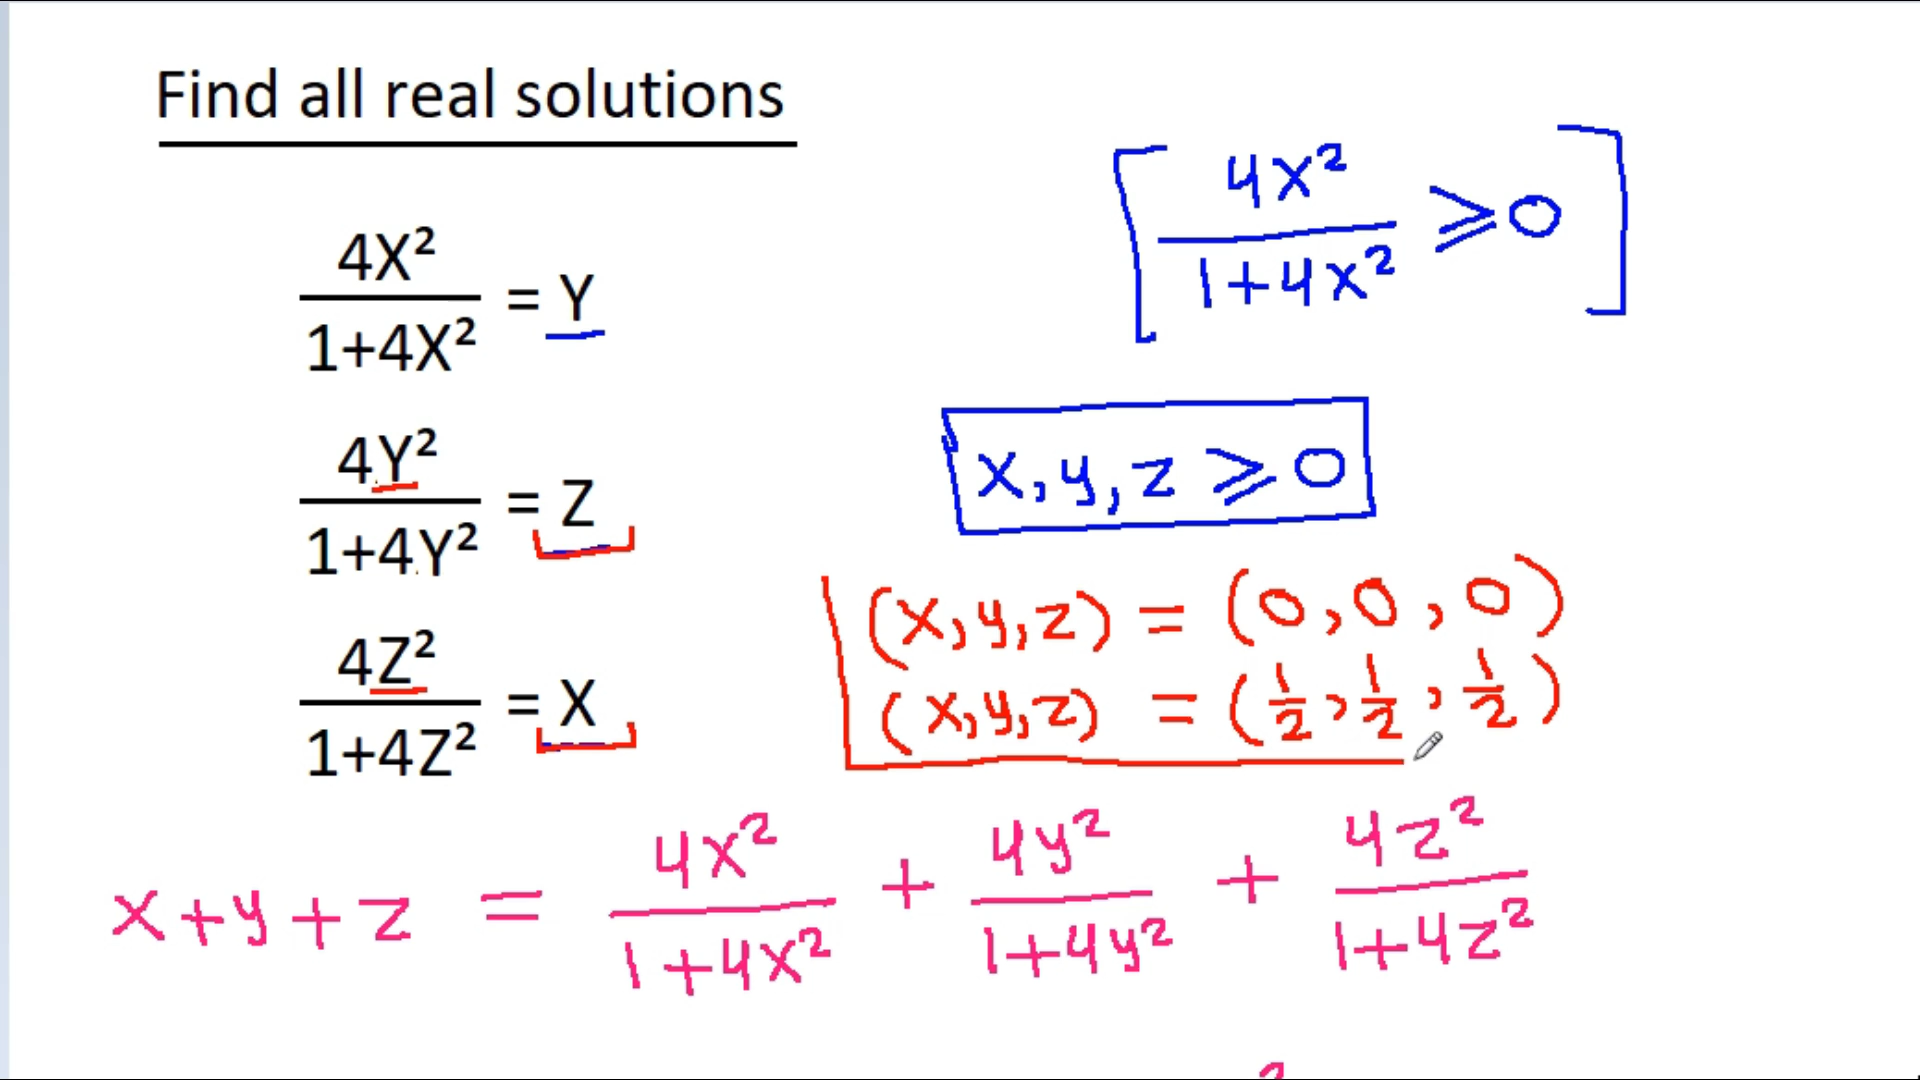 Find all real solutions
4X²/1+4X² = Y
4Y²/1+4Y² = Z
4Z²/1+4Z² = X
[4x²/1+4x² ⩾ 0]
x, y, z ⩾ 0
(x, y, z) = (0, 0, 0)
(x, y, z) = (1/2, 1/2, 1/2)
x + y + z = 4x²/1+4x² + 4y²/1+4y² + 4z²/1+4z²